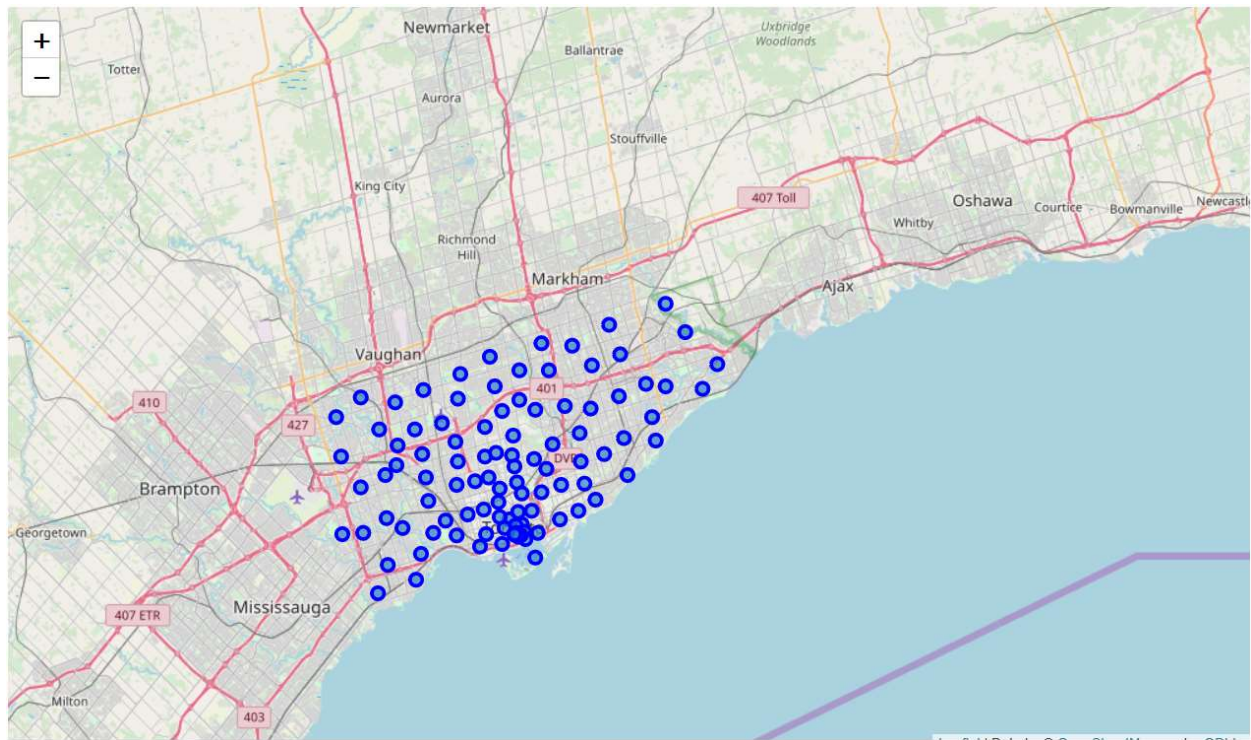 Newmarket
Uxbridge
Woodlands
Ballantrae
+
−
Totter
Aurora
Stouffville
King City
407 Toll
Oshawa
Courtice
Bowmanville
Newcastle
Whitby
Richmond
Hill
Markham
Ajax
Vaughan
401
410
427
DVP
Brampton
Georgetown
Mississauga
407 ETR
Milton
403